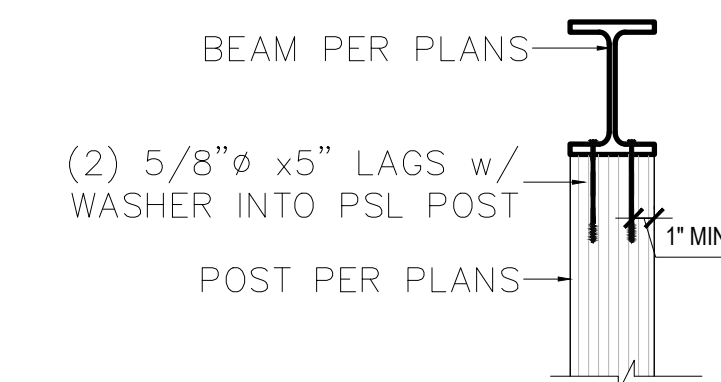 BEAM PER PLANS
(2) 5/8"ø x5" LAGS w/
WASHER INTO PSL POST
1" MIN
POST PER PLANS